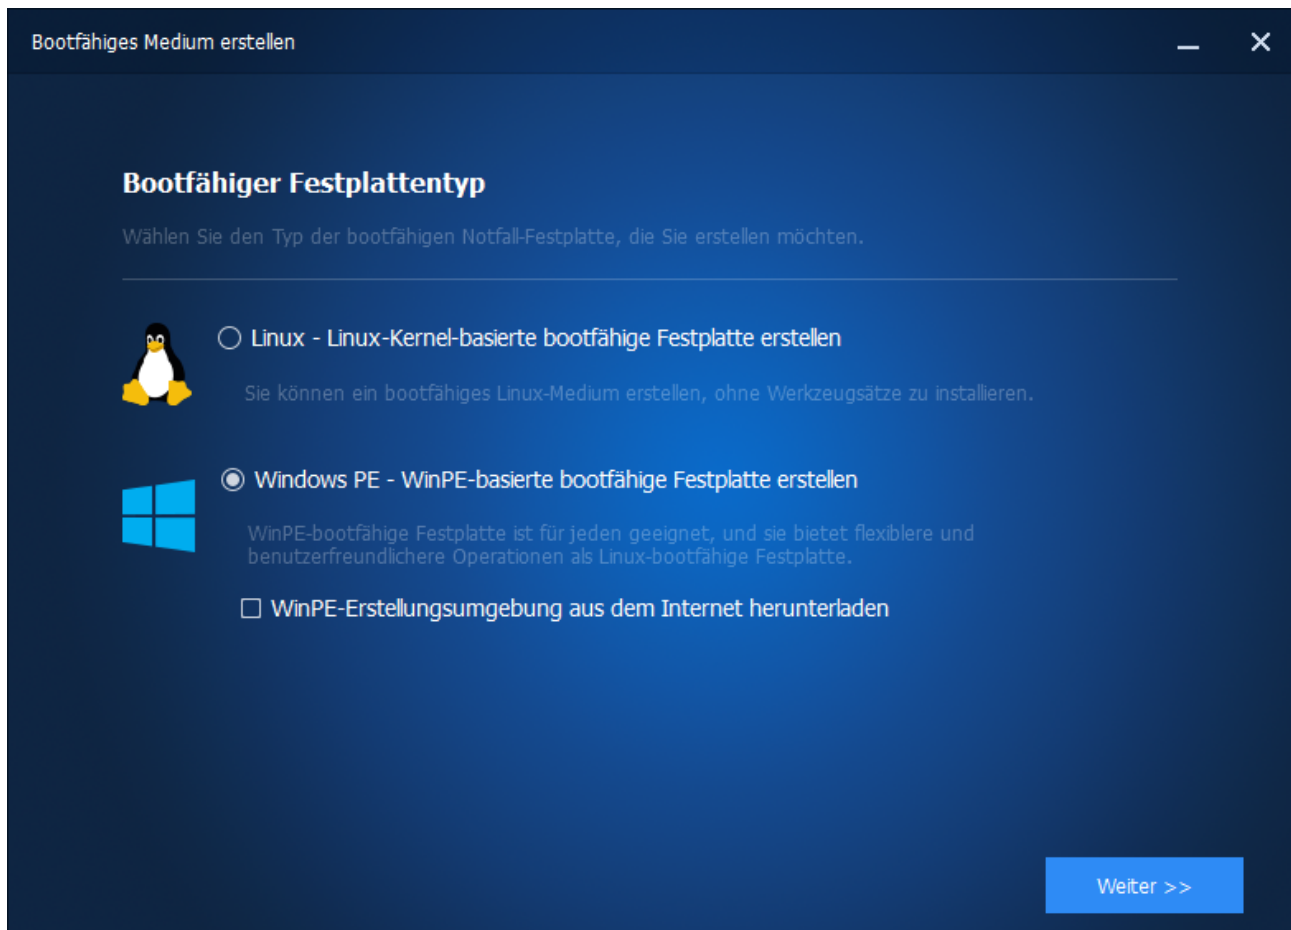 Bootfähiges Medium erstellen
Bootfähiger Festplattentyp
Wählen Sie den Typ der bootfähigen Notfall-Festplatte, die Sie erstellen möchten.
Linux - Linux-Kernel-basierte bootfähige Festplatte erstellen
Sie können ein bootfähiges Linux-Medium erstellen, ohne Werkzeugsätze zu installieren.
Windows PE - WinPE-basierte bootfähige Festplatte erstellen
WinPE-bootfähige Festplatte ist für jeden geeignet, und sie bietet flexiblere und
benutzerfreundlichere Operationen als Linux-bootfähige Festplatte.
WinPE-Erstellungsumgebung aus dem Internet herunterladen
Weiter >>